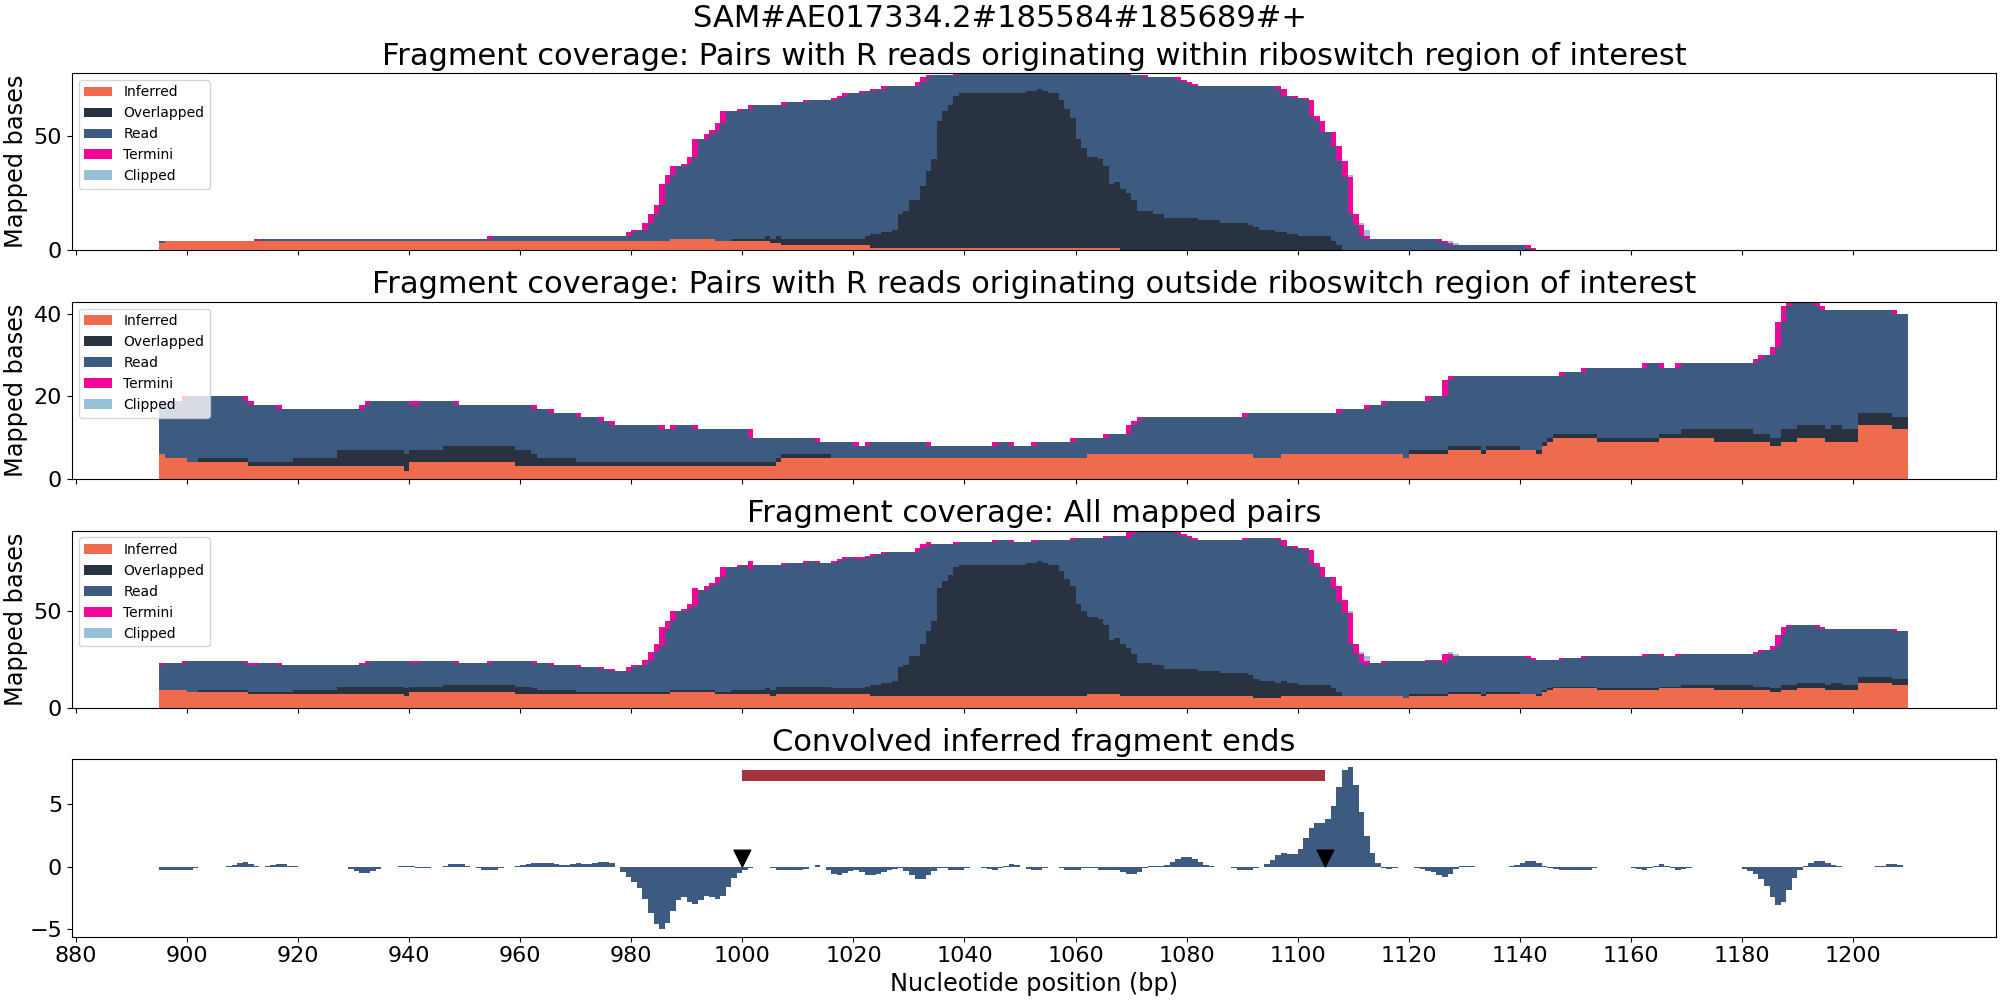 SAM#AE017334.2#185584#185689#+
Fragment coverage: Pairs with R reads originating within riboswitch region of interest
Mapped bases
50
0
Inferred
Overlapped
Read
Termini
Clipped
Fragment coverage: Pairs with R reads originating outside riboswitch region of interest
Mapped bases
40
20
0
Inferred
Overlapped
Read
Termini
Clipped
Fragment coverage: All mapped pairs
Mapped bases
50
0
Inferred
Overlapped
Read
Termini
Clipped
Convolved inferred fragment ends
5
0
−5
880 900 920 940 960 980 1000 1020 1040 1060 1080 1100 1120 1140 1160 1180 1200
Nucleotide position (bp)